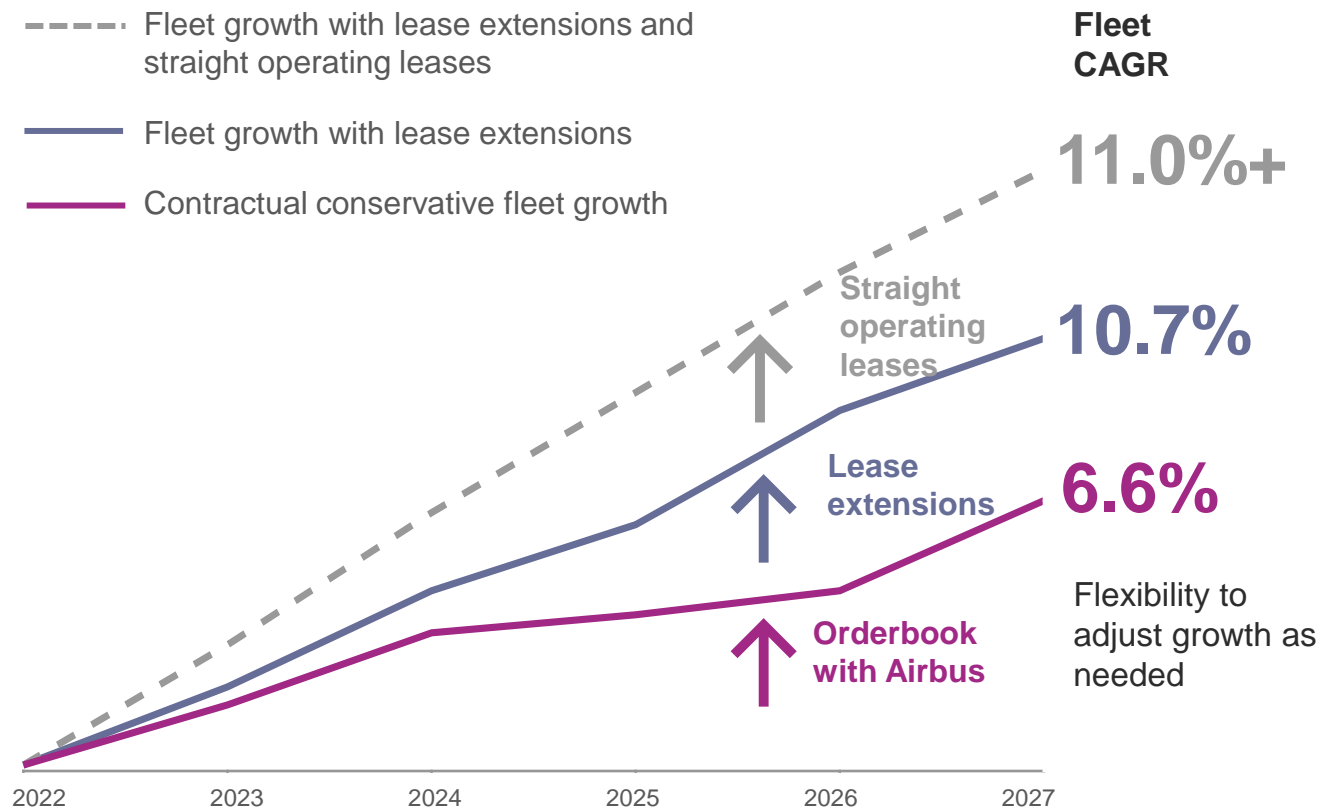 Fleet growth with lease extensions and
straight operating leases
Fleet growth with lease extensions
Contractual conservative fleet growth
Fleet
CAGR
11.0%+
Straight
operating
leases
10.7%
Lease
extensions
6.6%
Orderbook
with Airbus
Flexibility to
adjust growth as
needed
2022
2023
2024
2025
2026
2027